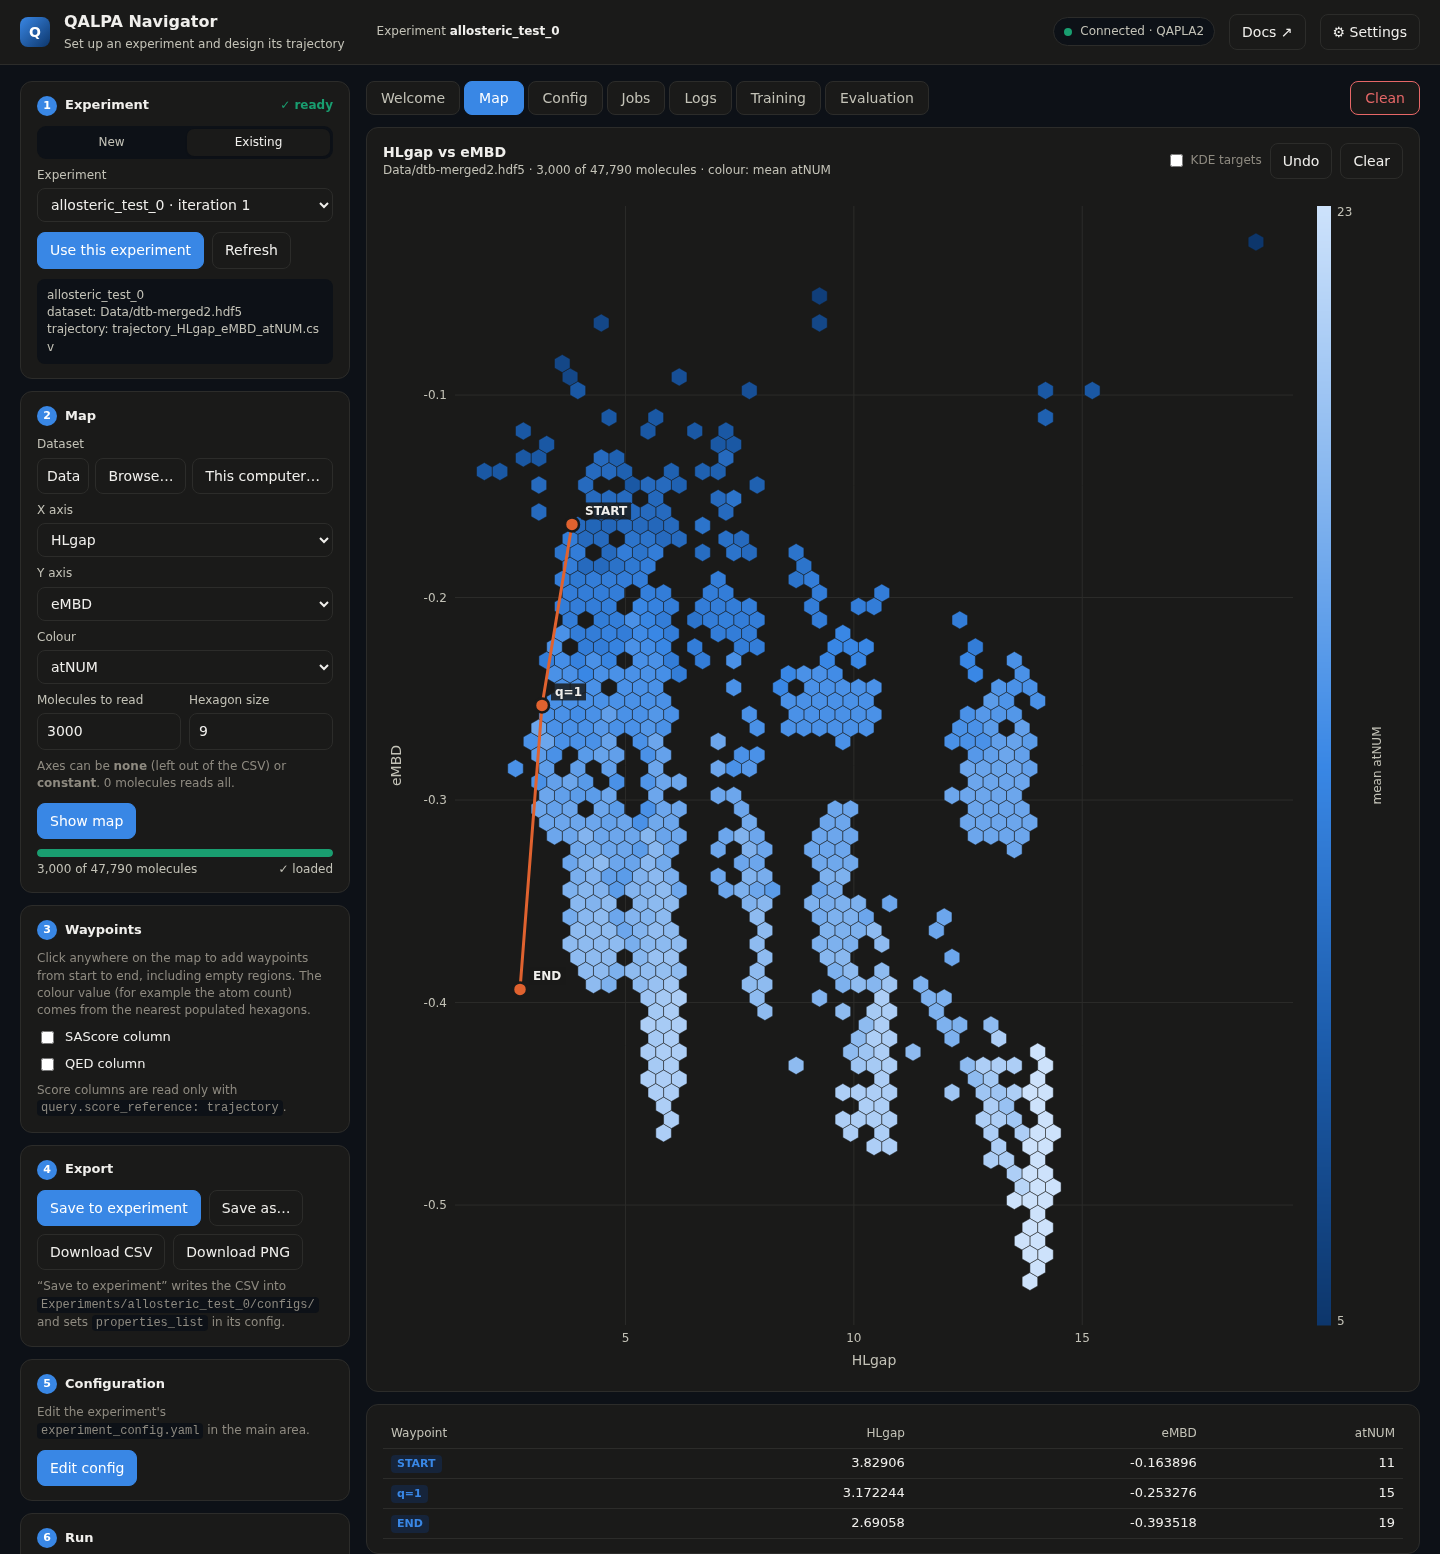 Q
QALPA Navigator
Set up an experiment and design its trajectory
Experiment allosteric_test_0
Connected · QAPLA2
Docs ↗
⚙ Settings
1 Experiment
✓ ready
New
Existing
Experiment
allosteric_test_0 · iteration 1
Use this experiment
Refresh
allosteric_test_0
dataset: Data/dtb-merged2.hdf5
trajectory: trajectory_HLgap_eMBD_atNUM.cs
v
2 Map
Dataset
Data
Browse…
This computer…
X axis
HLgap
Y axis
eMBD
Colour
atNUM
Molecules to read
Hexagon size
3000
9
Axes can be none (left out of the CSV) or
constant. 0 molecules reads all.
Show map
3,000 of 47,790 molecules
✓ loaded
3 Waypoints
Click anywhere on the map to add waypoints
from start to end, including empty regions. The
colour value (for example the atom count)
comes from the nearest populated hexagons.
SAScore column
QED column
Score columns are read only with
query.score_reference: trajectory.
4 Export
Save to experiment
Save as…
Download CSV
Download PNG
“Save to experiment” writes the CSV into
Experiments/allosteric_test_0/configs/
and sets properties_list in its config.
5 Configuration
Edit the experiment's
experiment_config.yaml in the main area.
Edit config
6 Run
Welcome
Map
Config
Jobs
Logs
Training
Evaluation
Clean
HLgap vs eMBD
Data/dtb-merged2.hdf5 · 3,000 of 47,790 molecules · colour: mean atNUM
KDE targets
Undo
Clear
23
-0.1
START
-0.2
q=1
eMBD
mean atNUM
-0.3
END
-0.4
-0.5
5
5
10
15
HLgap
Waypoint HLgap eMBD atNUM
START 3.82906 -0.163896 11
q=1 3.172244 -0.253276 15
END 2.69058 -0.393518 19